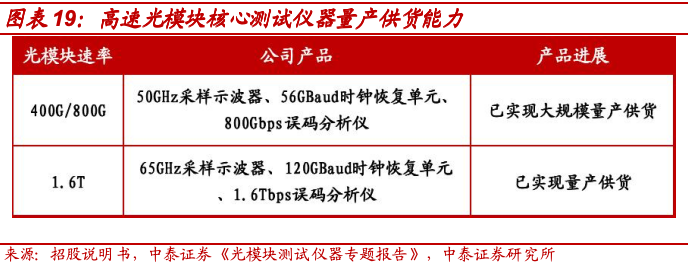 图表 19：高速光模块核心测试仪器量产供货能力
光模块速率 公司产品 产品进展
400G/800G
50GHz采样示波器、56GBaud时钟恢复单元、
800Gbps误码分析仪
已实现大规模量产供货
1.6T
65GHz采样示波器、120GBaud时钟恢复单元
、1.6Tbps误码分析仪
已实现量产供货
来源：招股说明书，中泰证券《光模块测试仪器专题报告》，中泰证券研究所